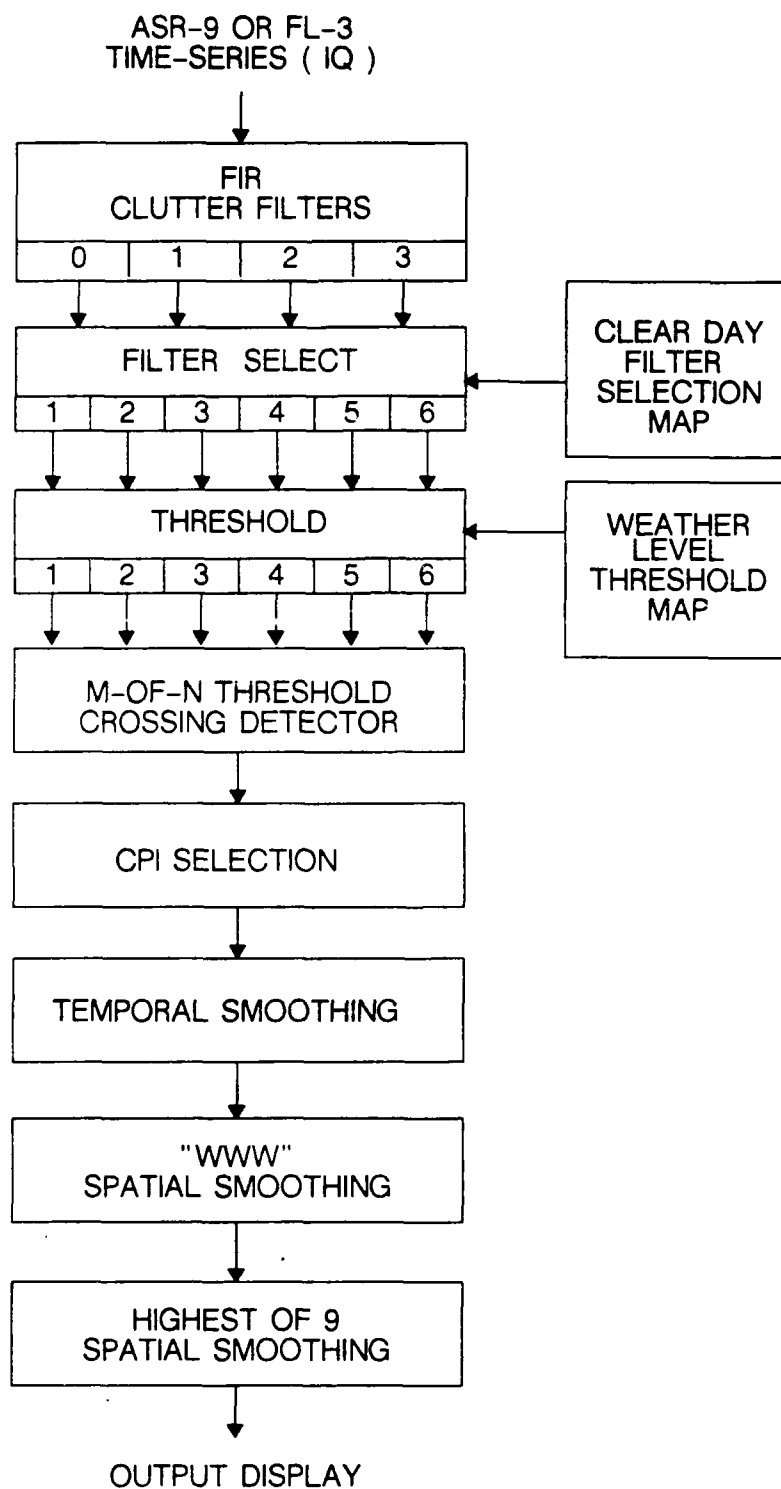 ASR-9 OR FL-3
TIME-SERIES ( IQ )
FIR
CLUTTER FILTERS
0 1 2 3
FILTER SELECT
1 2 3 4 5 6
CLEAR DAY
FILTER
SELECTION
MAP
THRESHOLD
1 2 3 4 5 6
WEATHER
LEVEL
THRESHOLD
MAP
M-OF-N THRESHOLD
CROSSING DETECTOR
CPI SELECTION
TEMPORAL SMOOTHING
"WWW"
SPATIAL SMOOTHING
HIGHEST OF 9
SPATIAL SMOOTHING
OUTPUT DISPLAY